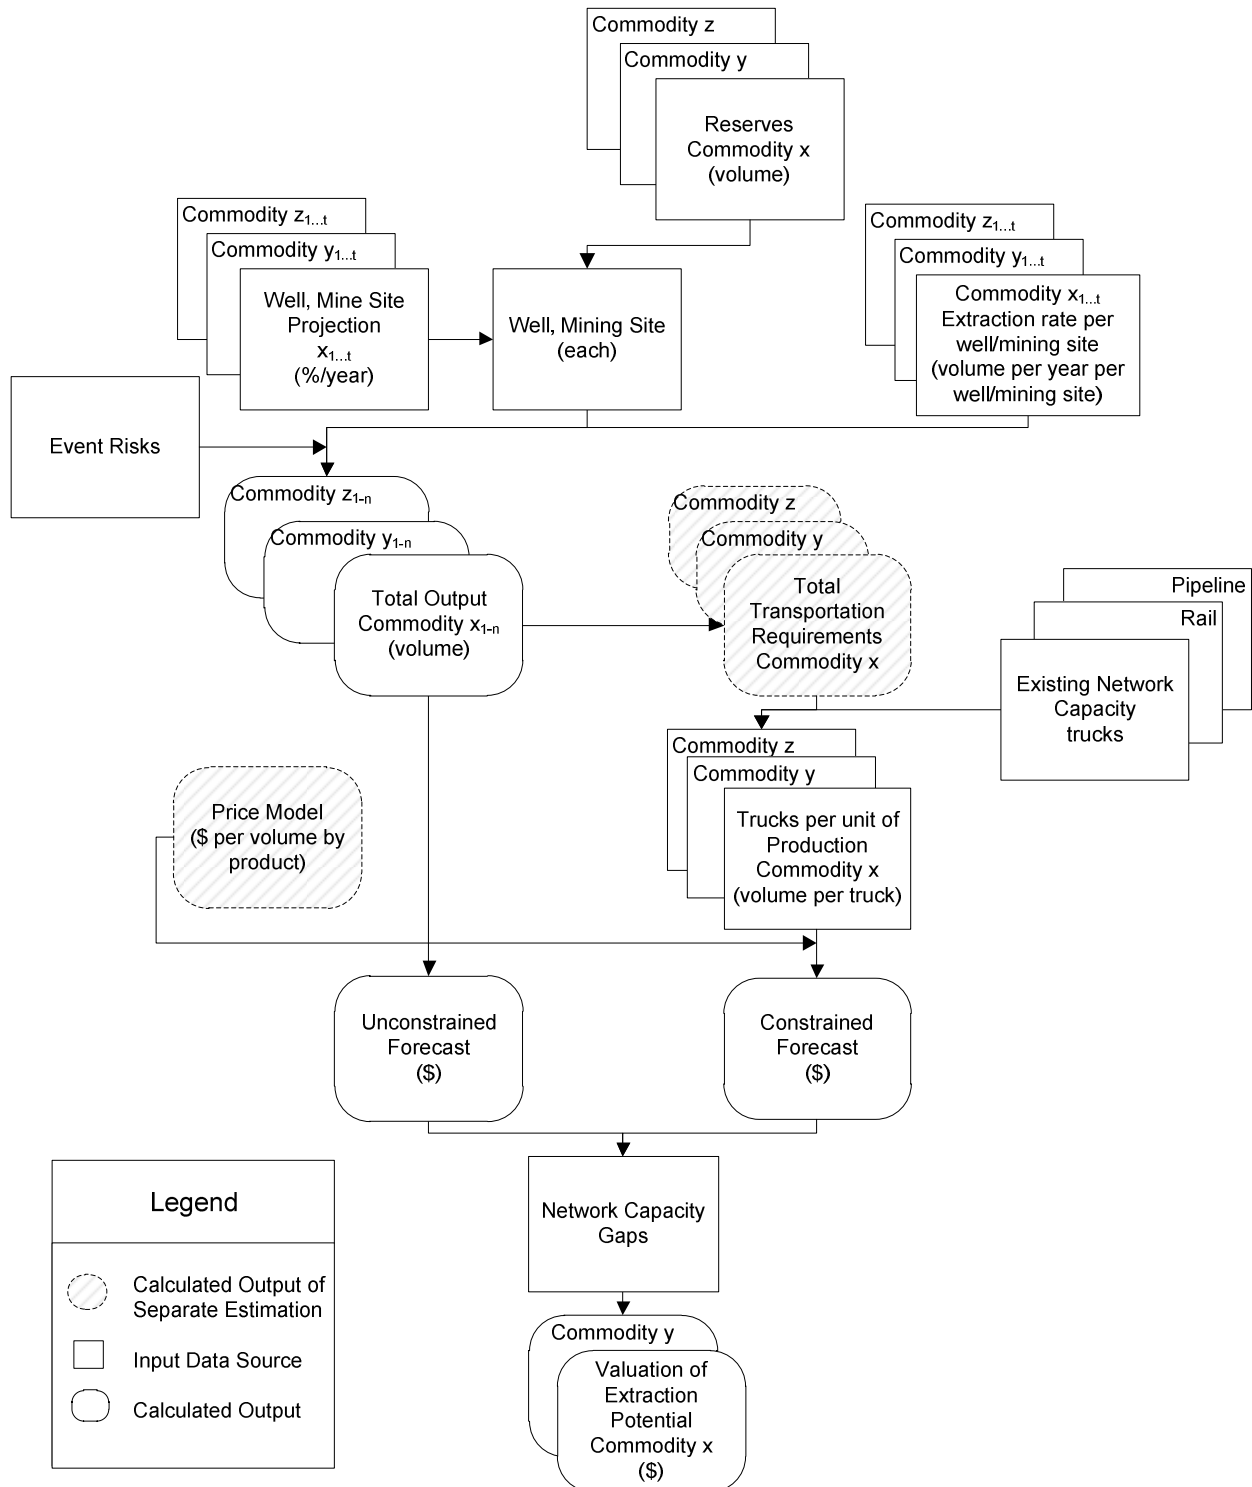 Commodity z
Commodity y
Reserves
Commodity x
(volume)
Commodity z1...t
Commodity y1...t
Well, Mine Site
Projection
x1...t
(%/year)
Well, Mining Site
(each)
Commodity z1...t
Commodity y1...t
Commodity x1...t
Extraction rate per
well/mining site
(volume per year per
well/mining site)
Event Risks
Commodity z1-n
Commodity y1-n
Total Output
Commodity x1-n
(volume)
Commodity z
Commodity y
Total
Transportation
Requirements
Commodity x
Pipeline
Rail
Existing Network
Capacity
trucks
Commodity z
Commodity y
Trucks per unit of
Production
Commodity x
(volume per truck)
Price Model
($ per volume by
product)
Unconstrained
Forecast
($)
Constrained
Forecast
($)
Network Capacity
Gaps
Commodity y
Valuation of
Extraction
Potential
Commodity x
($)
Legend
Calculated Output of
Separate Estimation
Input Data Source
Calculated Output